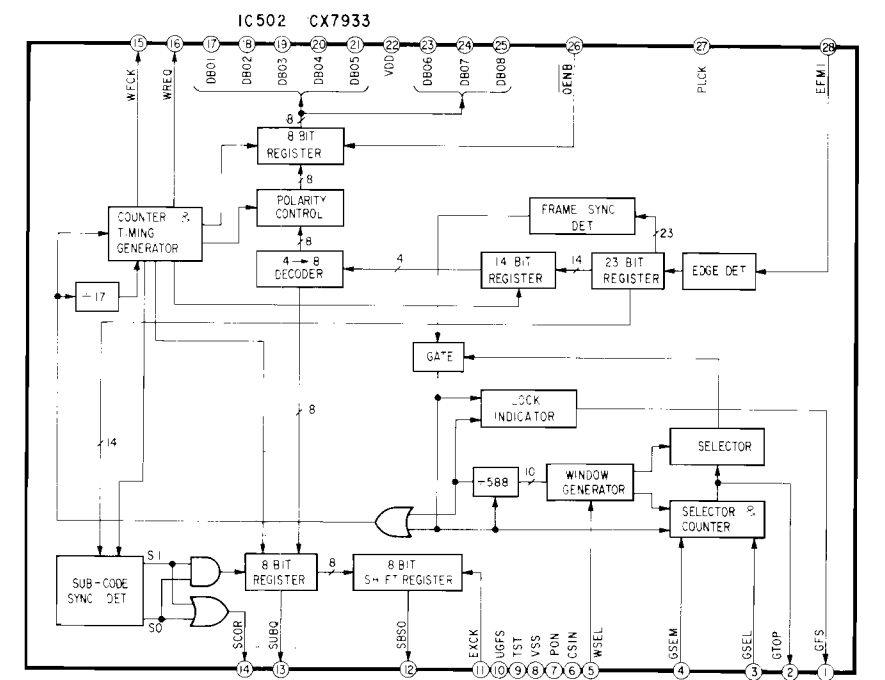 IC502 CX7933
15 16 17 18 19 20 21 22 23 24 25 26 27 28
WFCK
WREQ
DB01
DB02
DB03
DB04
DB05
VDD
DB06
DB07
DB08
OENB
PLCK
EFMI
8
8 BIT
REGISTER
8
POLARITY
CONTROL
8
4 → 8
DECODER
COUNTER &
TIMING
GENERATOR
÷17
FRAME SYNC
DET
23
4
14 BIT
REGISTER
14
23 BIT
REGISTER
EDGE DET
GATE
LOCK
INDICATOR
8
14
SELECTOR
÷588
10
WINDOW
GENERATOR
SELECTOR &
COUNTER
SUB-CODE
SYNC DET
S1
S0
8 BIT
REGISTER
8
8 BIT
SHIFT REGISTER
SCOR
SUBQ
SBSO
EXCK
UGFS
TST
VSS
PON
CSIN
WSEL
GSEM
GSEL
GTOP
GFS
14 13 12 11 10 9 8 7 6 5 4 3 2 1